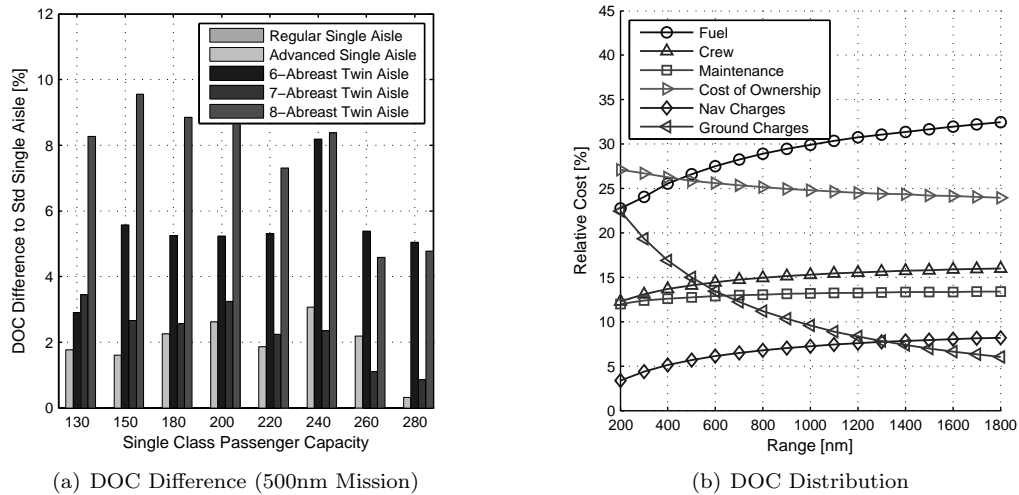 12
10
8
6
4
2
0
DOC Difference to Std Single Aisle [%]
Regular Single Aisle
Advanced Single Aisle
6−Abreast Twin Aisle
7−Abreast Twin Aisle
8−Abreast Twin Aisle
130 150 180 200 220 240 260 280
Single Class Passenger Capacity
(a) DOC Difference (500nm Mission)
45
40
35
30
25
20
15
10
5
0
Relative Cost [%]
Fuel
Crew
Maintenance
Cost of Ownership
Nav Charges
Ground Charges
200 400 600 800 1000 1200 1400 1600 1800
Range [nm]
(b) DOC Distribution